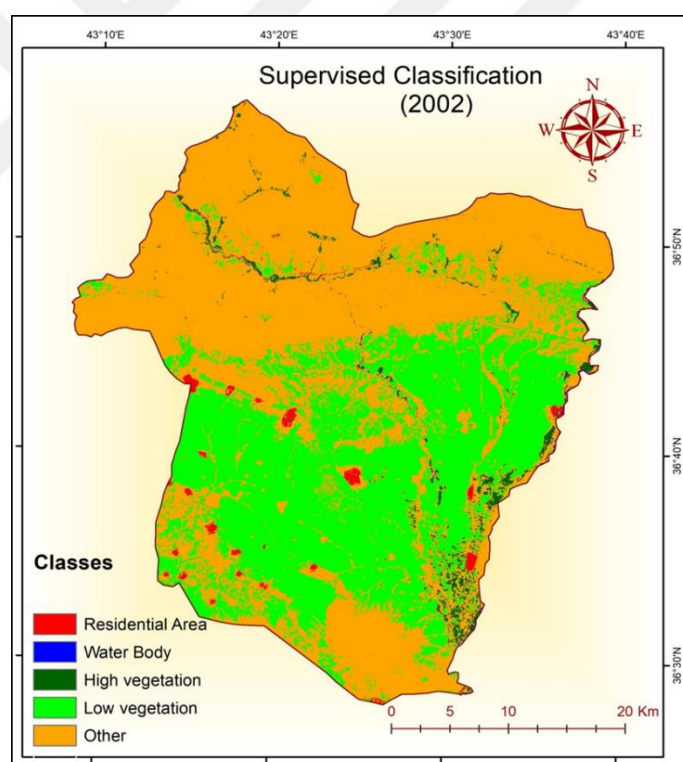 43°10'E 43°20'E 43°30'E 43°40'E
Supervised Classification
(2002)
N
W E
S
36°50'N
36°40'N
36°30'N
Classes
Residential Area
Water Body
High vegetation
Low vegetation
Other
0 5 10 20 Km